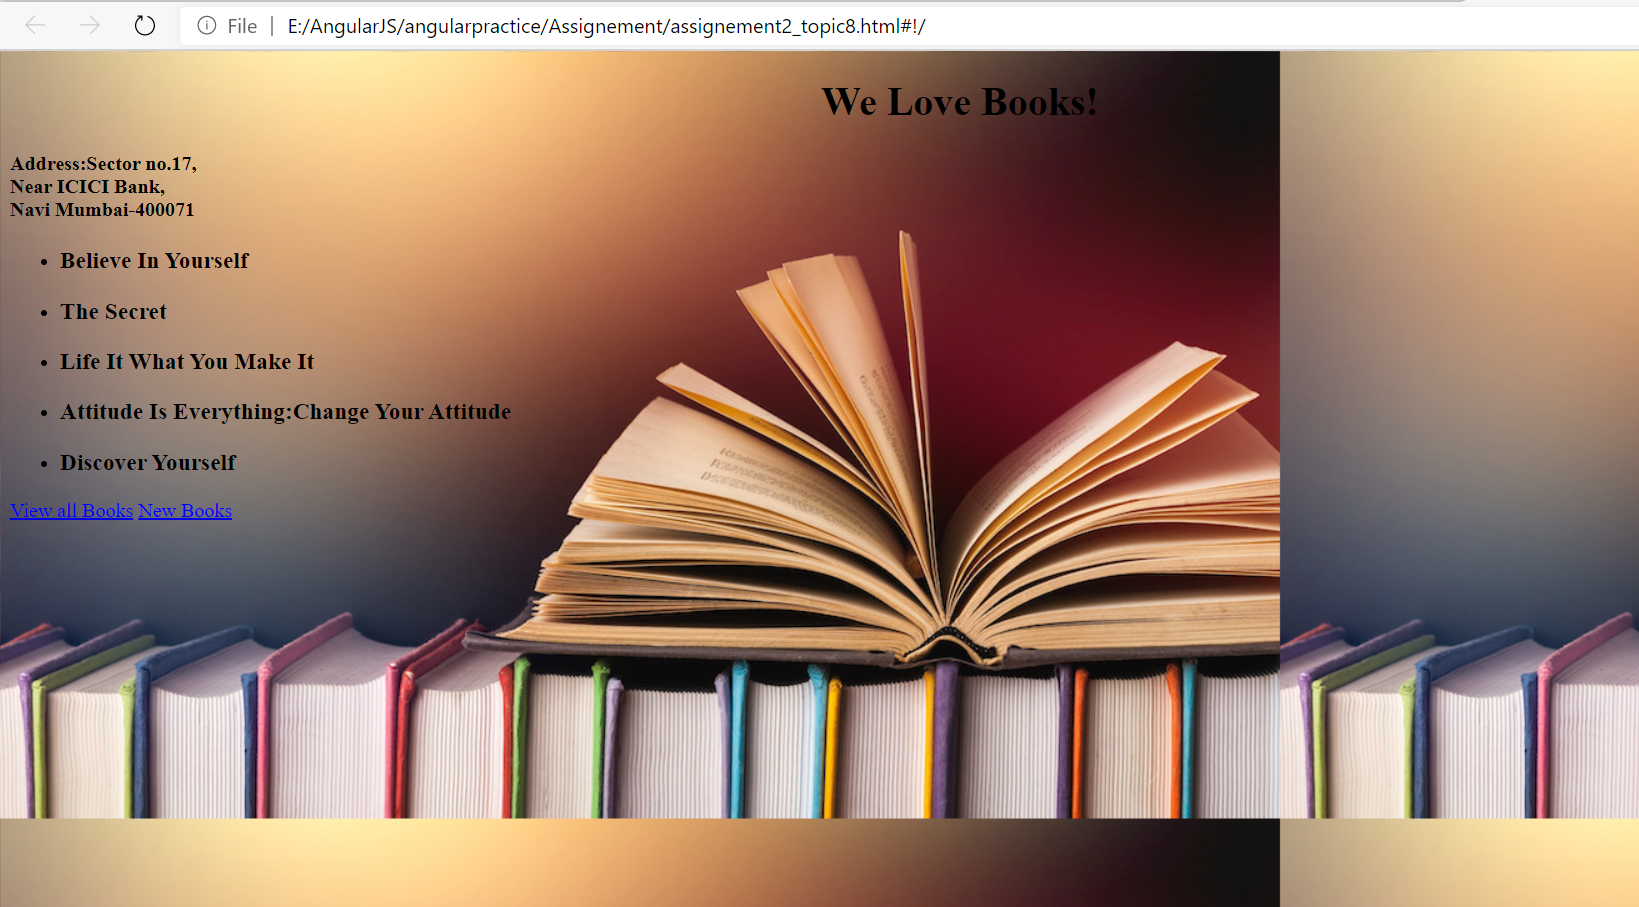 File | E:/AngularJS/angularpractice/Assignement/assignement2_topic8.html#!/
We Love Books!
Address:Sector no.17,
Near ICICI Bank,
Navi Mumbai-400071
Believe In Yourself
The Secret
Life It What You Make It
Attitude Is Everything:Change Your Attitude
Discover Yourself
View all Books New Books